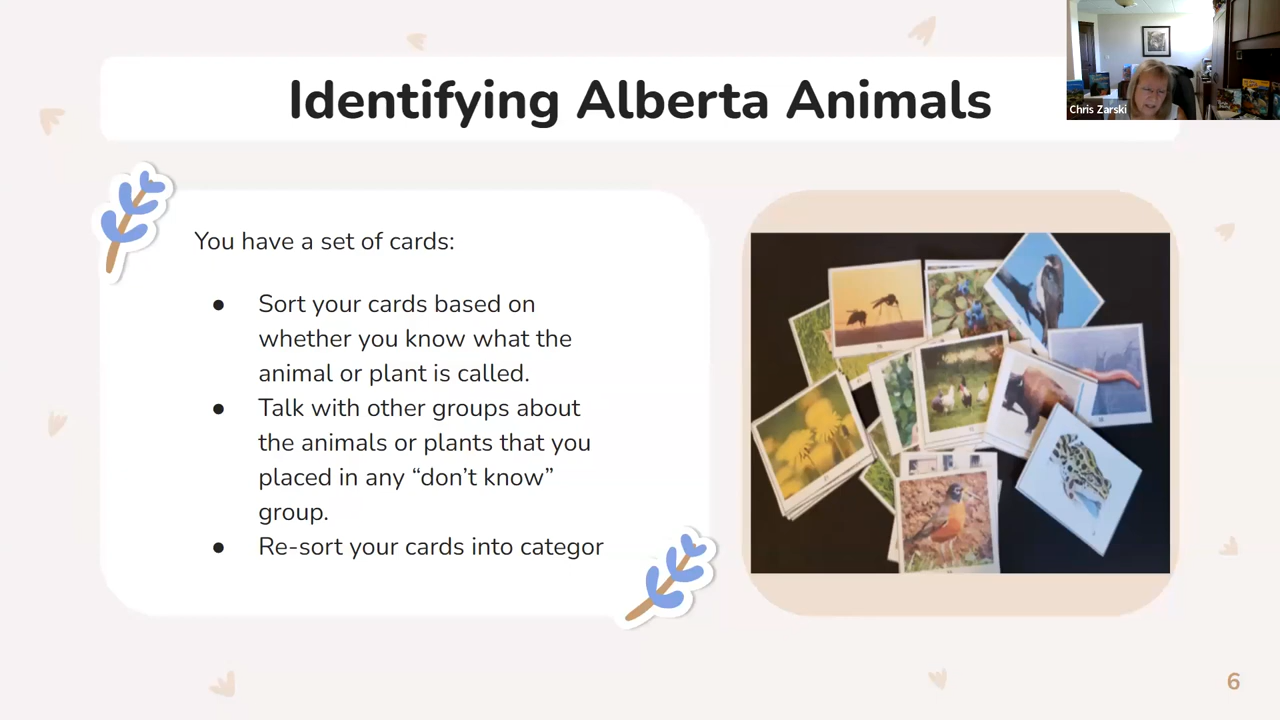 Identifying Alberta Animals
Chris Zarski
You have a set of cards:
● Sort your cards based on
whether you know what the
animal or plant is called.
● Talk with other groups about
the animals or plants that you
placed in any “don’t know”
group.
● Re-sort your cards into categor
6